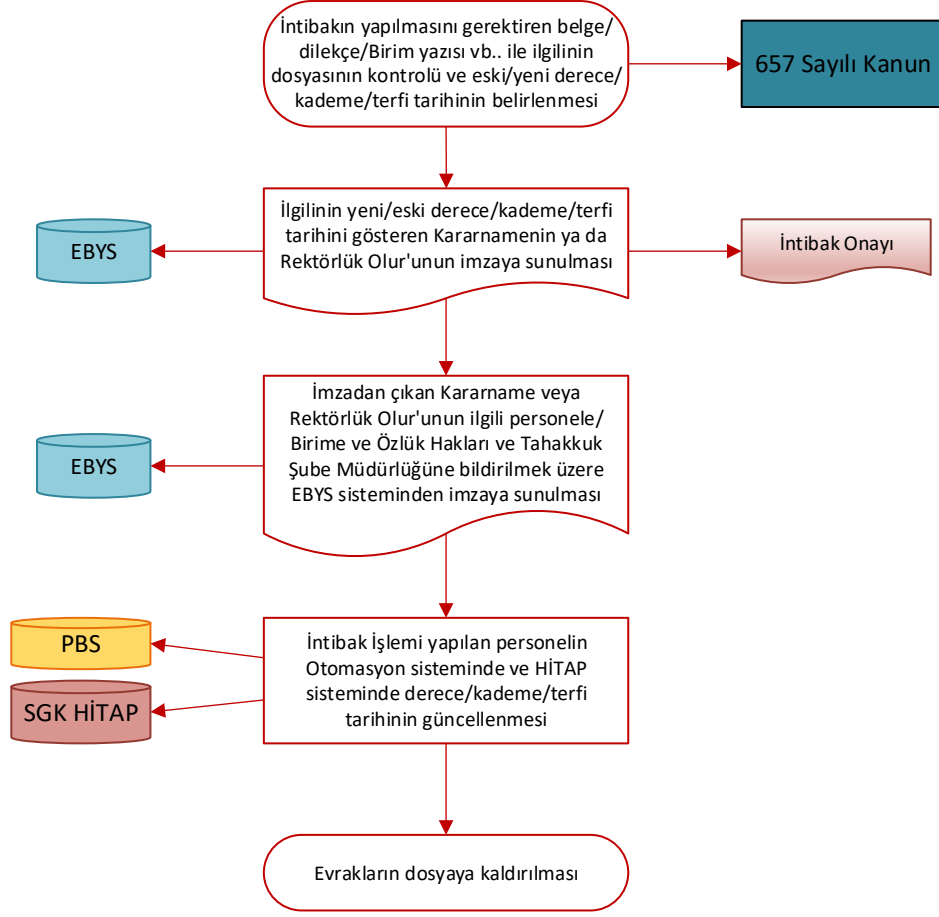 İntibakın yapılmasını gerektiren belge/
dilekçe/Birim yazısı vb.. ile ilgilinin
dosyasının kontrolü ve eski/yeni derece/
kademe/terfi tarihinin belirlenmesi
657 Sayılı Kanun
EBYS
İlgilinin yeni/eski derece/kademe/terfi
tarihini gösteren Kararnamenin ya da
Rektörlük Olur'unun imzaya sunulması
İntibak Onayı
EBYS
İmzadan çıkan Kararname veya
Rektörlük Olur'unun ilgili personele/
Birime ve Özlük Hakları ve Tahakkuk
Şube Müdürlüğüne bildirilmek üzere
EBYS sisteminden imzaya sunulması
PBS
SGK HİTAP
İntibak İşlemi yapılan personelin
Otomasyon sisteminde ve HİTAP
sisteminde derece/kademe/terfi
tarihinin güncellenmesi
Evrakların dosyaya kaldırılması